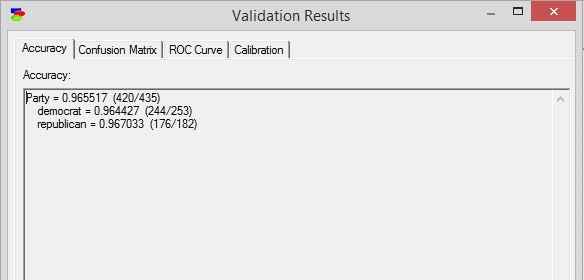 Validation Results
Accuracy Confusion Matrix ROC Curve Calibration
Accuracy:
Party = 0.965517 (420/435)
democrat = 0.964427 (244/253)
republican = 0.967033 (176/182)